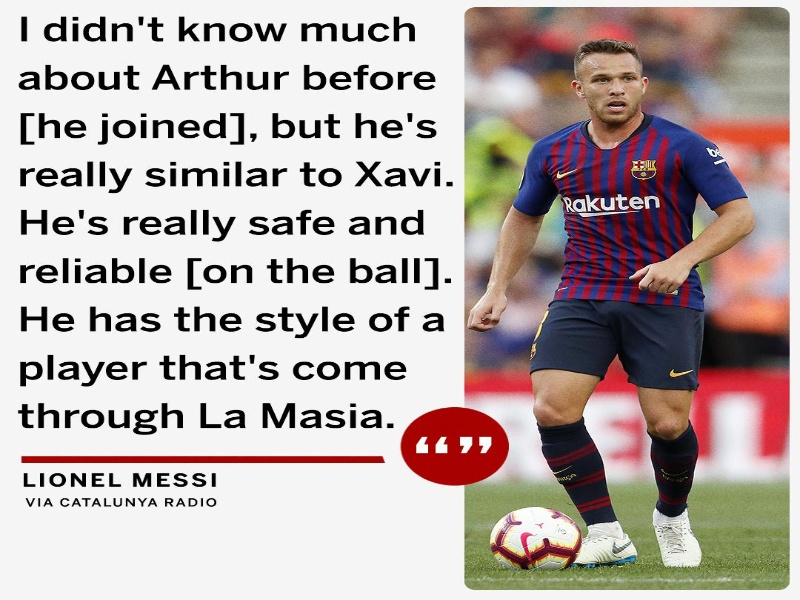 I didn't know much
about Arthur before
[he joined], but he's
really similar to Xavi.
He's really safe and
reliable [on the ball].
He has the style of a
player that's come
through La Masia.
“ ”
LIONEL MESSI
VIA CATALUNYA RADIO
Rakuten